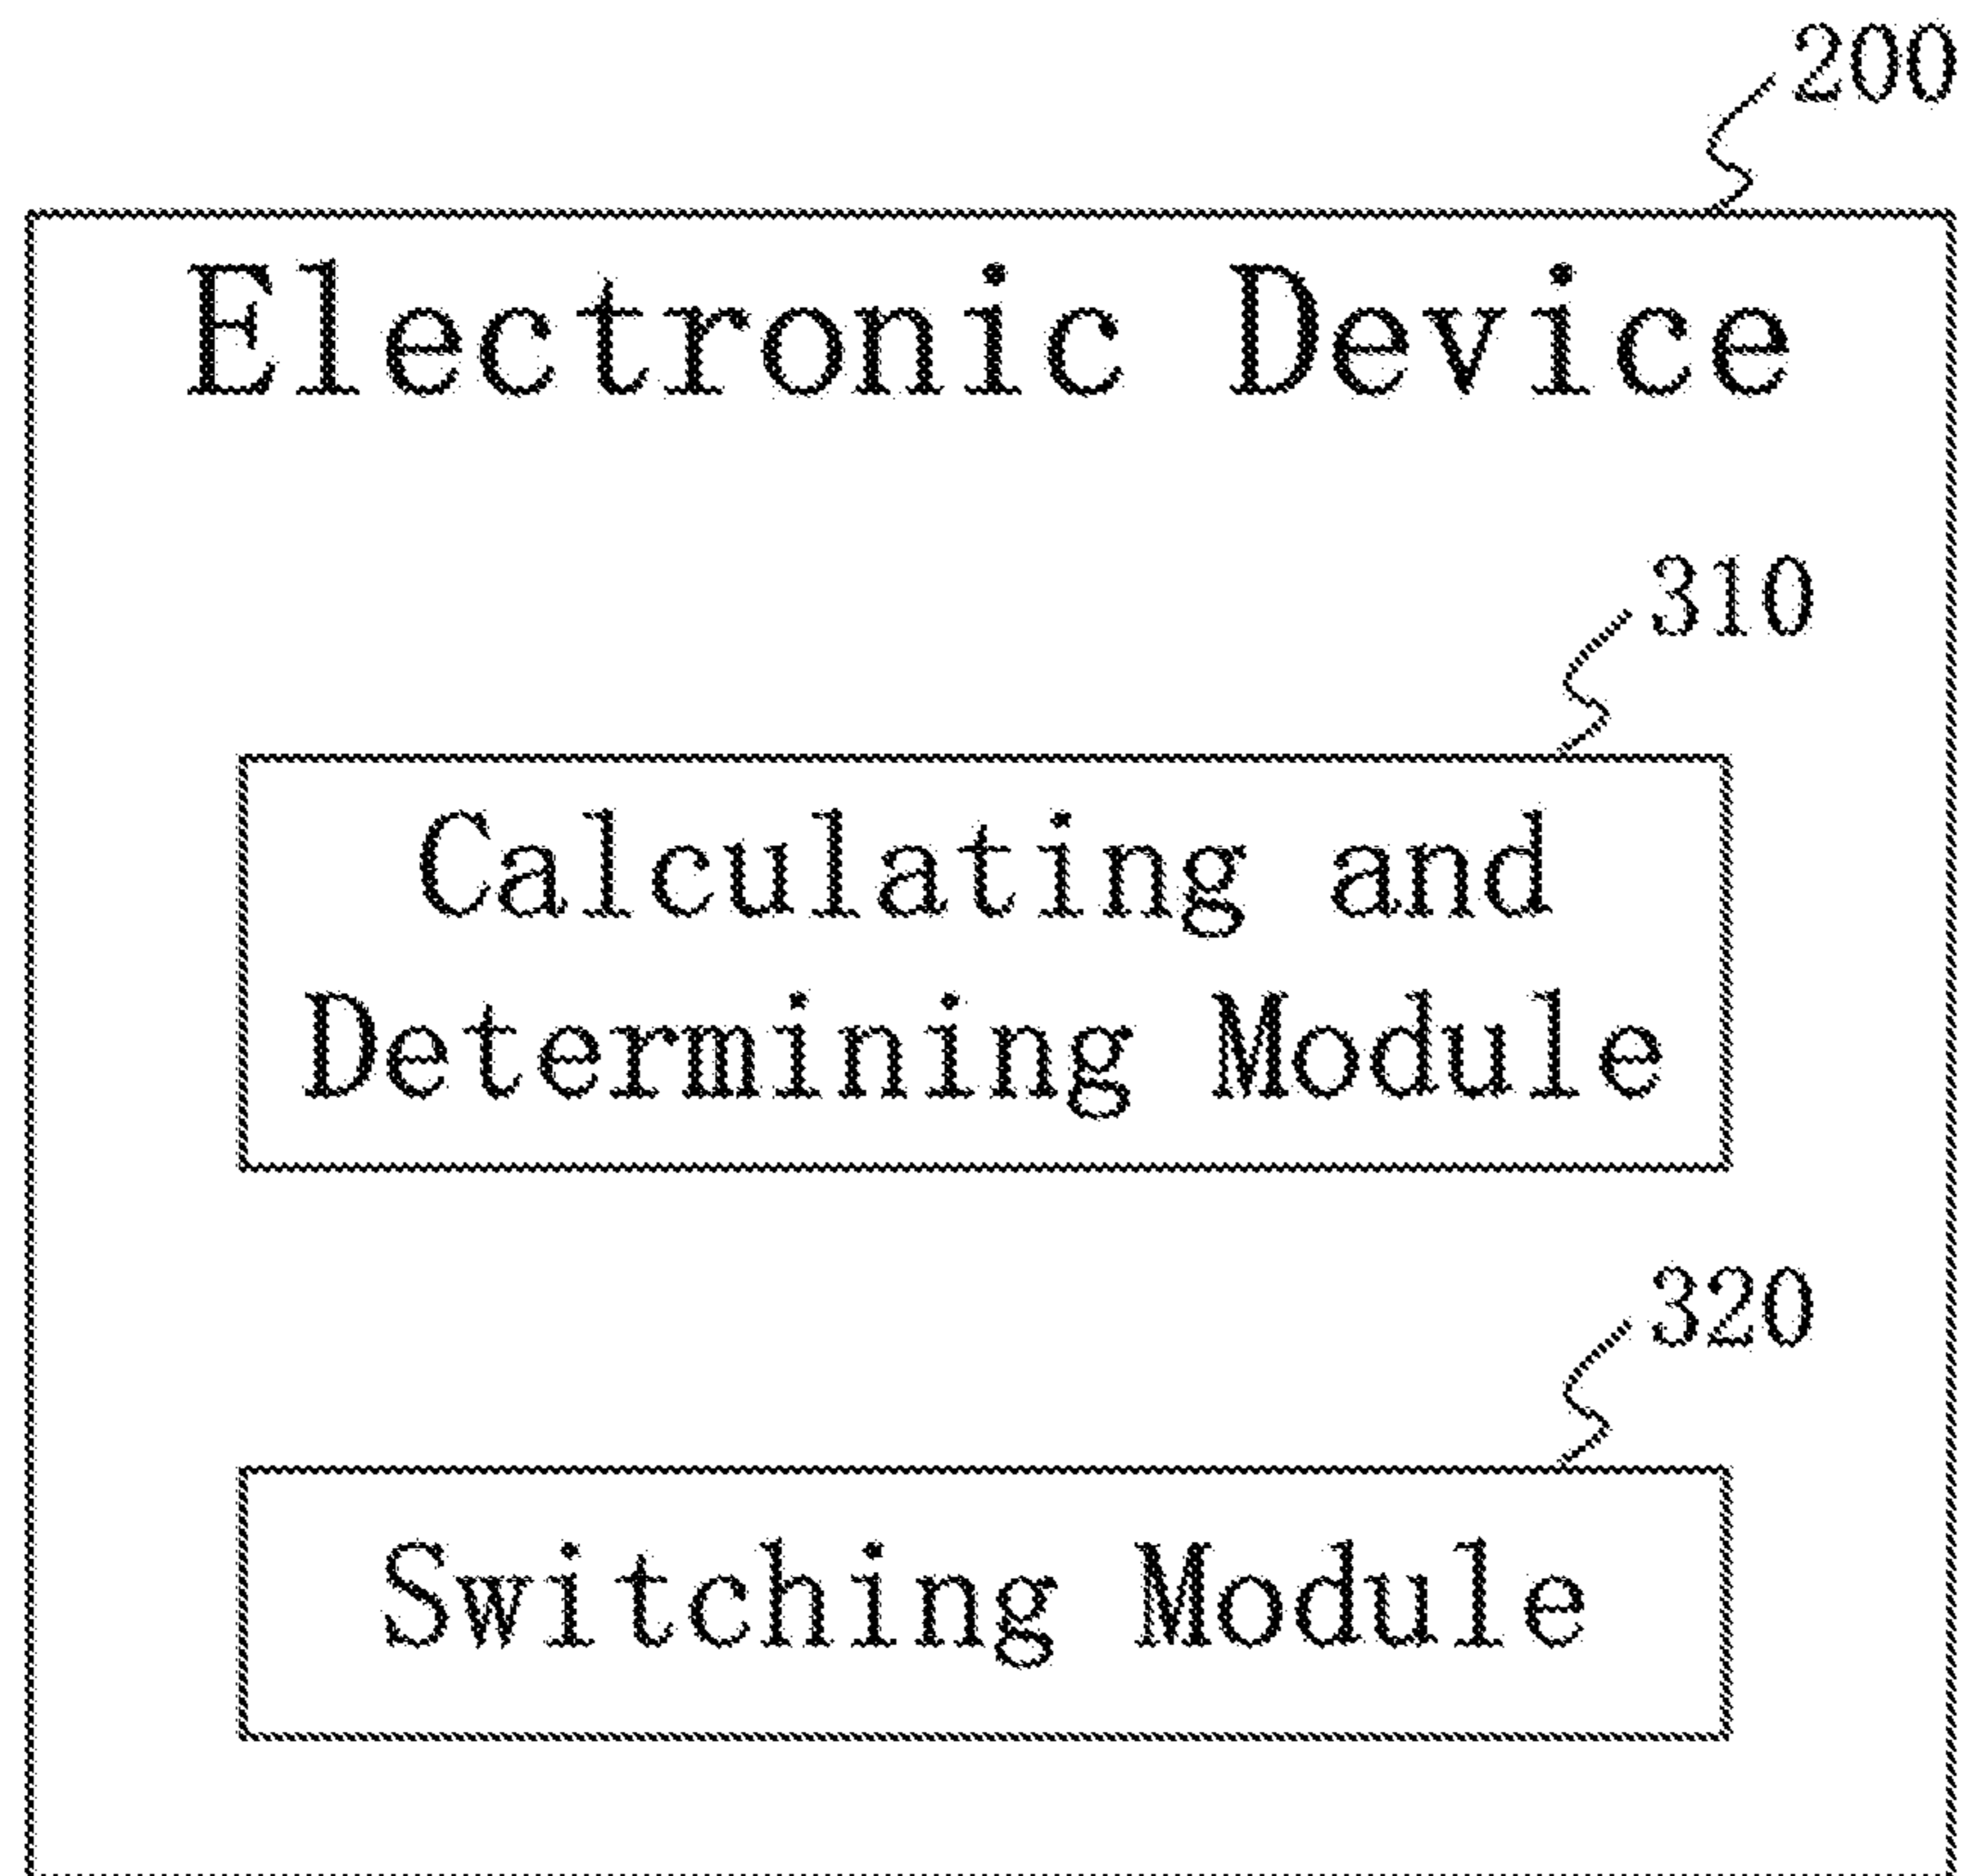 200
Electronic Device
310
Calculating and
Determining Module
320
Switching Module